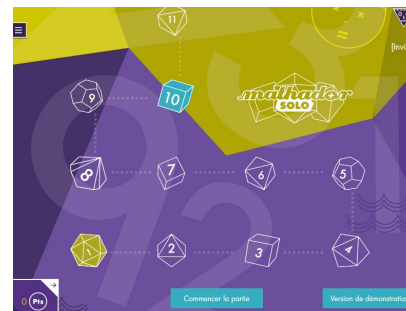 11
[Invi
9
10
mathador
SOLO
8
7
6
5
1
2
3
4
0 Pts
Commencer la partie
Version de démonstration